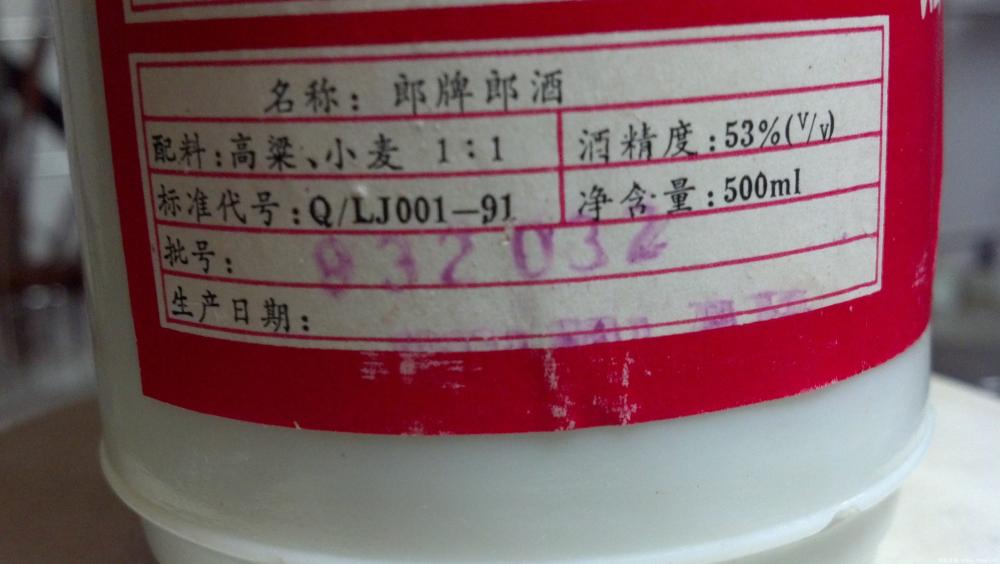 名称：郎牌郎酒
配料：高粱、小麦 1：1
酒精度：53%(V/V)
标准代号：Q/LJ001—91
净含量：500ml
批号：932032
生产日期：